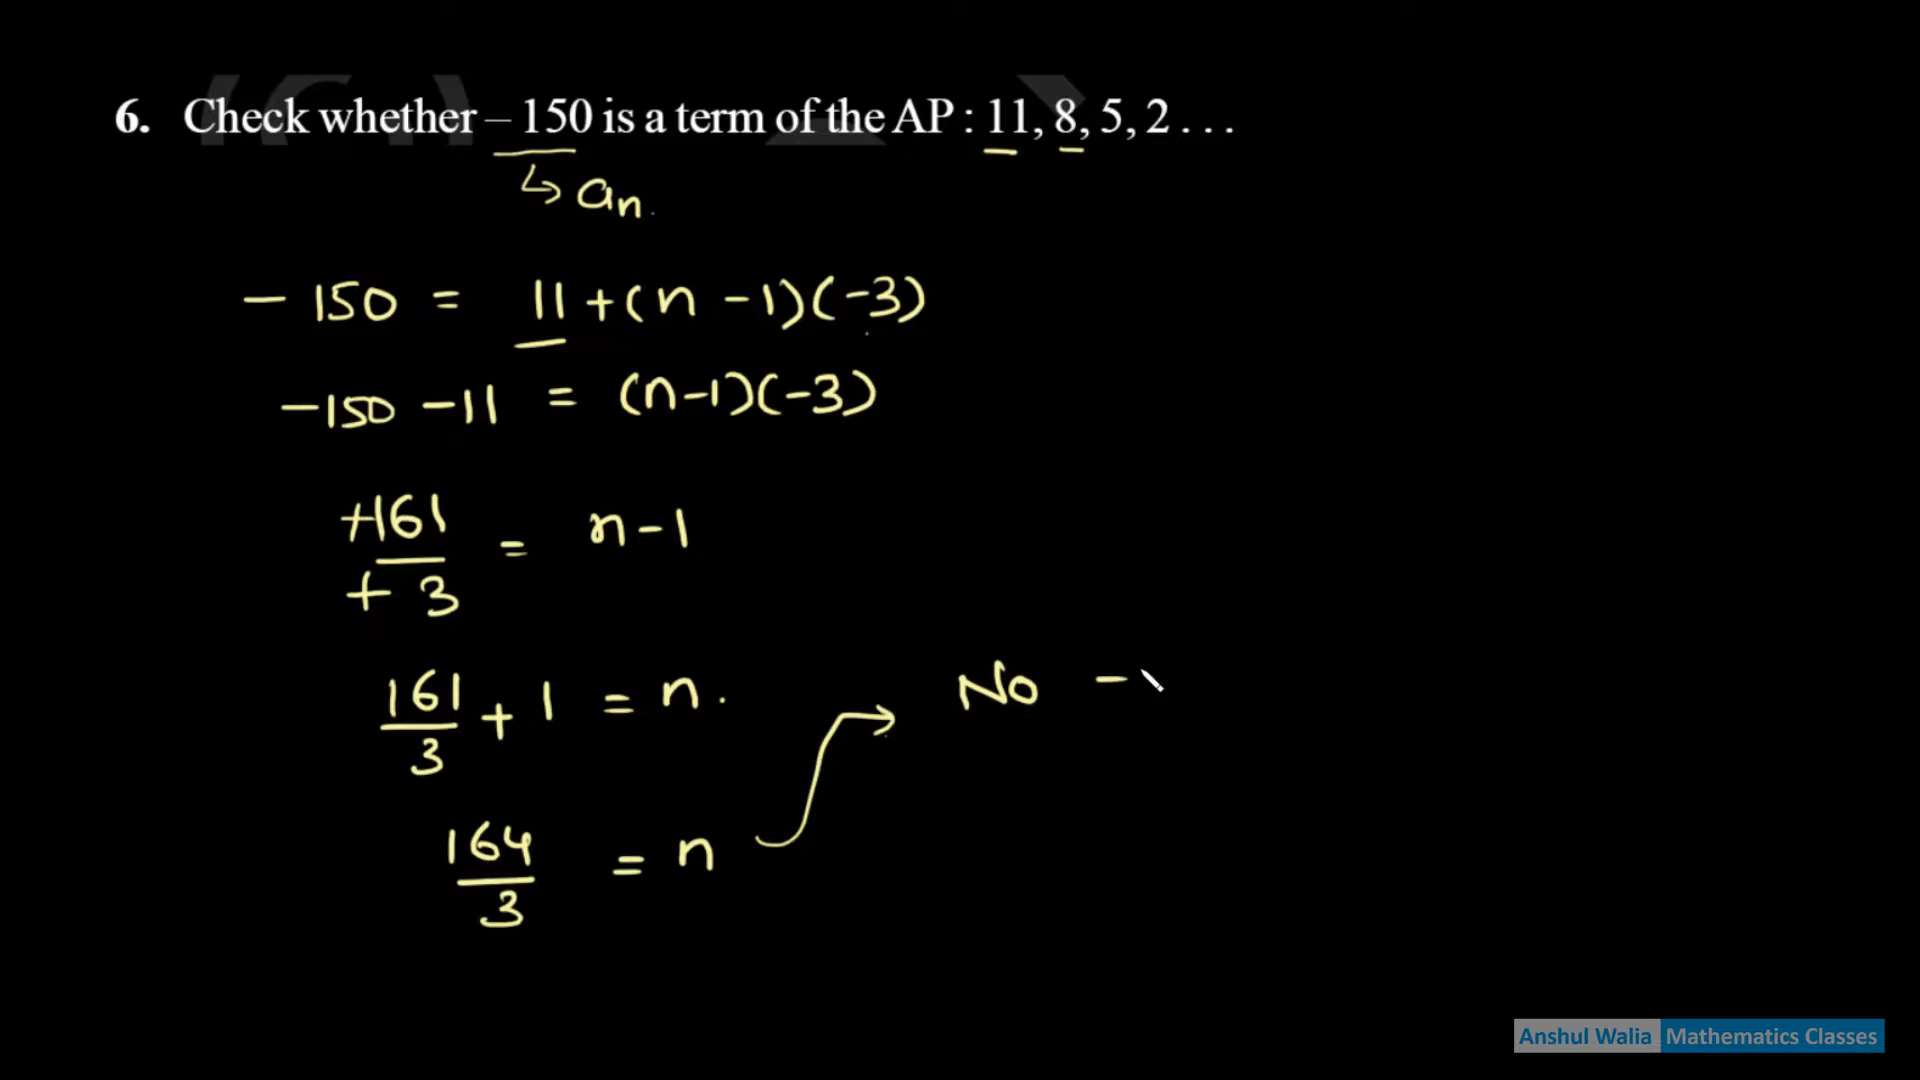 6. Check whether – 150 is a term of the AP : 11, 8, 5, 2 . . .
↳ an
- 150 = 11 + (n - 1)(-3)
-150 -11 = (n-1)(-3)
+161/+3 = n - 1
161/3 + 1 = n.
164/3 = n → No -
Anshul Walia Mathematics Classes